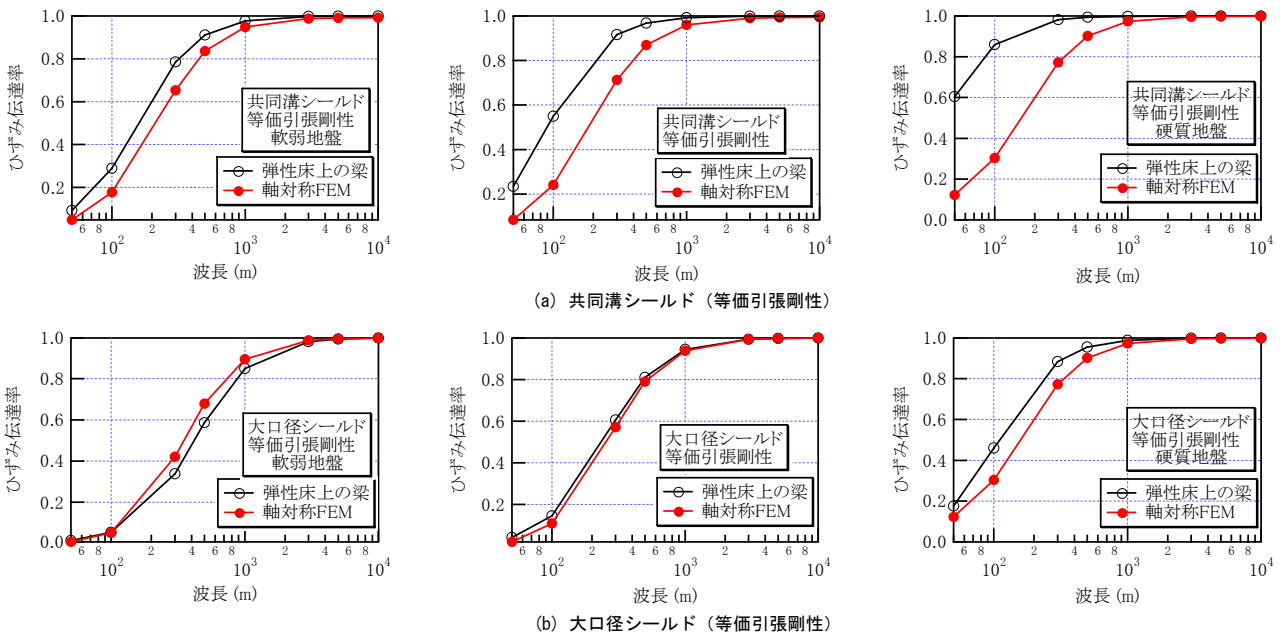 ひずみ伝達率
1.0
0.8
0.6
0.4
0.2
共同溝シールド
等価引張剛性
軟弱地盤
弾性床上の梁
軸対称FEM
6 8 10² 2 4 6 8 10³ 2 4 6 8 10⁴
波長 (m)
ひずみ伝達率
1.0
0.8
0.6
0.4
0.2
共同溝シールド
等価引張剛性
弾性床上の梁
軸対称FEM
6 8 10² 2 4 6 8 10³ 2 4 6 8 10⁴
波長 (m)
ひずみ伝達率
1.0
0.8
0.6
0.4
0.2
0.0
共同溝シールド
等価引張剛性
硬質地盤
弾性床上の梁
軸対称FEM
6 8 10² 2 4 6 8 10³ 2 4 6 8 10⁴
波長 (m)
(a) 共同溝シールド（等価引張剛性）
ひずみ伝達率
1.0
0.8
0.6
0.4
0.2
0.0
大口径シールド
等価引張剛性
軟弱地盤
弾性床上の梁
軸対称FEM
6 8 10² 2 4 6 8 10³ 2 4 6 8 10⁴
波長 (m)
ひずみ伝達率
1.0
0.8
0.6
0.4
0.2
大口径シールド
等価引張剛性
弾性床上の梁
軸対称FEM
6 8 10² 2 4 6 8 10³ 2 4 6 8 10⁴
波長 (m)
ひずみ伝達率
1.0
0.8
0.6
0.4
0.2
0.0
大口径シールド
等価引張剛性
硬質地盤
弾性床上の梁
軸対称FEM
6 8 10² 2 4 6 8 10³ 2 4 6 8 10⁴
波長 (m)
(b) 大口径シールド（等価引張剛性）